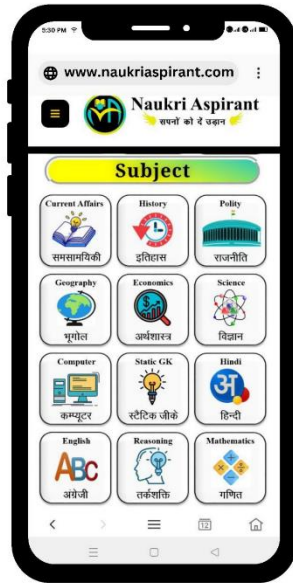 5:30 PM
www.naukriaspirant.com
Naukri Aspirant
सपनों को दें उड़ान
Subject
Current Affairs History Polity
समसामयिकी इतिहास राजनीति
Geography Economics Science
भूगोल अर्थशास्त्र विज्ञान
Computer Static GK Hindi
अ
कम्प्यूटर स्टैटिक जीके हिन्दी
English Reasoning Mathematics
ABC
अंग्रेजी तर्कशक्ति गणित
12